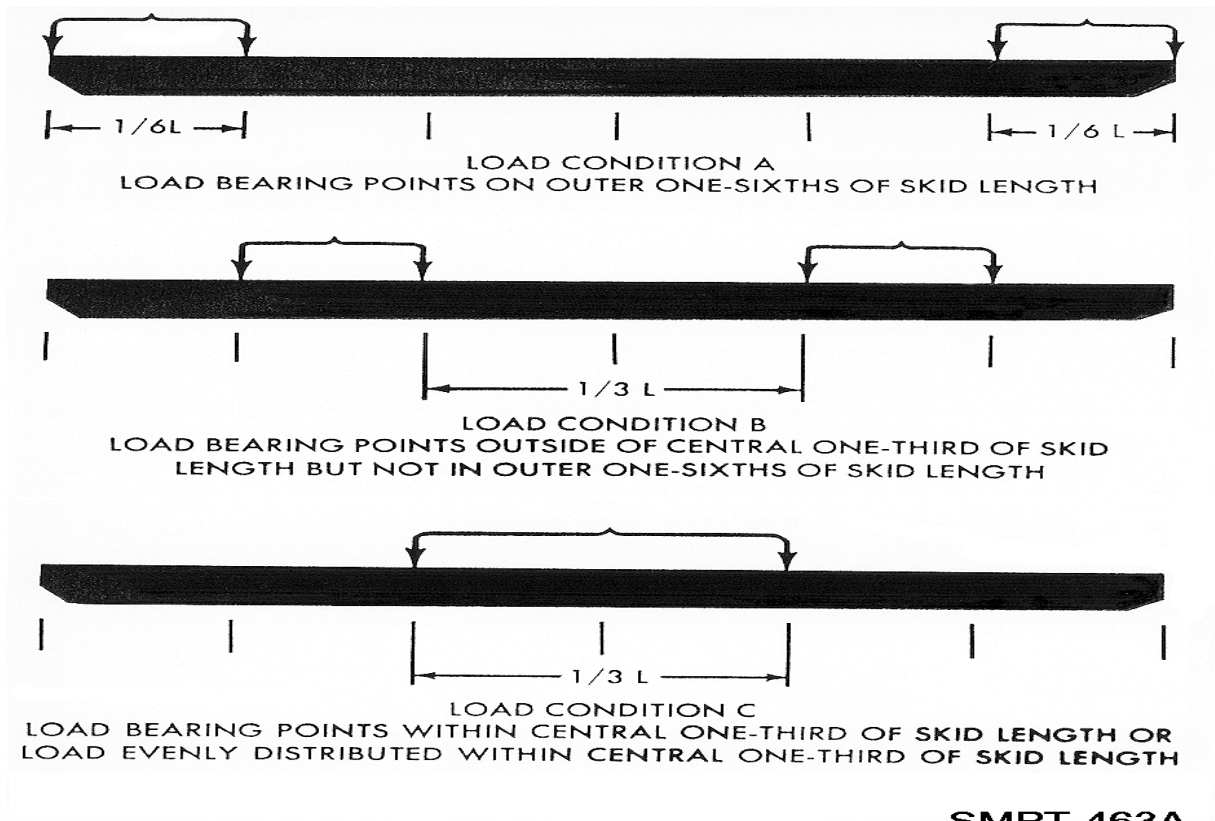 1/6L
1/6 L
LOAD CONDITION A
LOAD BEARING POINTS ON OUTER ONE-SIXTHS OF SKID LENGTH
1/3 L
LOAD CONDITION B
LOAD BEARING POINTS OUTSIDE OF CENTRAL ONE-THIRD OF SKID
LENGTH BUT NOT IN OUTER ONE-SIXTHS OF SKID LENGTH
1/3 L
LOAD CONDITION C
LOAD BEARING POINTS WITHIN CENTRAL ONE-THIRD OF SKID LENGTH OR
LOAD EVENLY DISTRIBUTED WITHIN CENTRAL ONE-THIRD OF SKID LENGTH